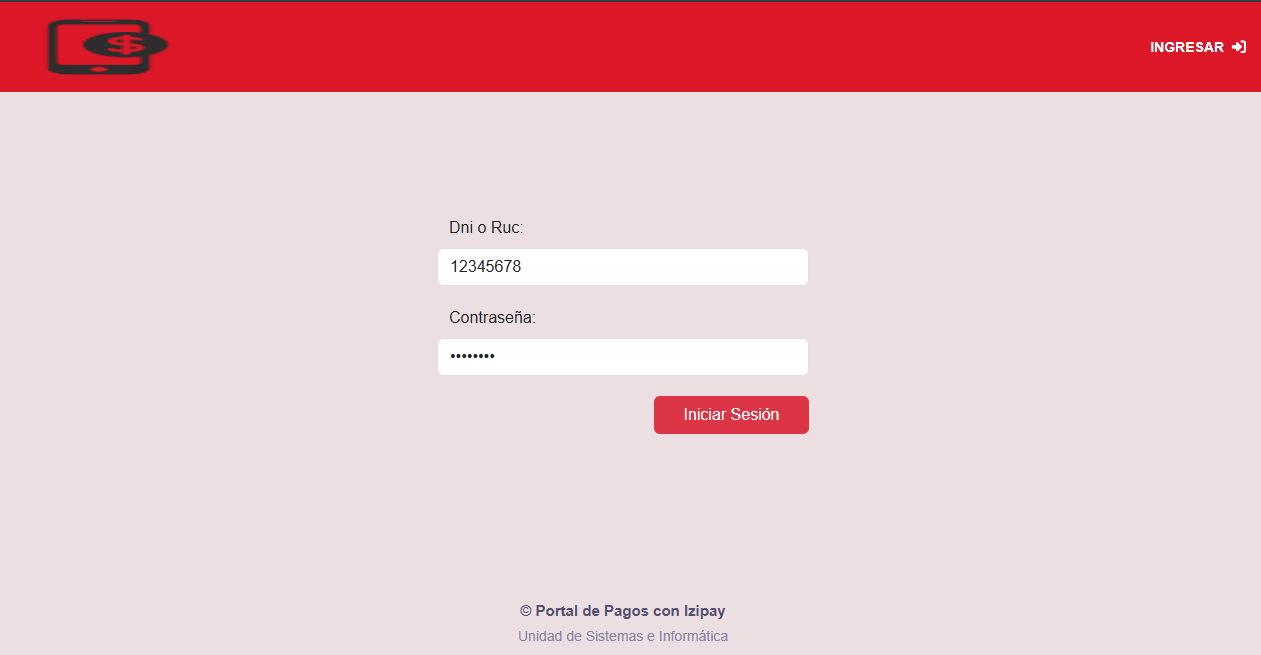 INGRESAR
Dni o Ruc:
12345678
Contraseña:
••••••••
Iniciar Sesión
© Portal de Pagos con Izipay
Unidad de Sistemas e Informática